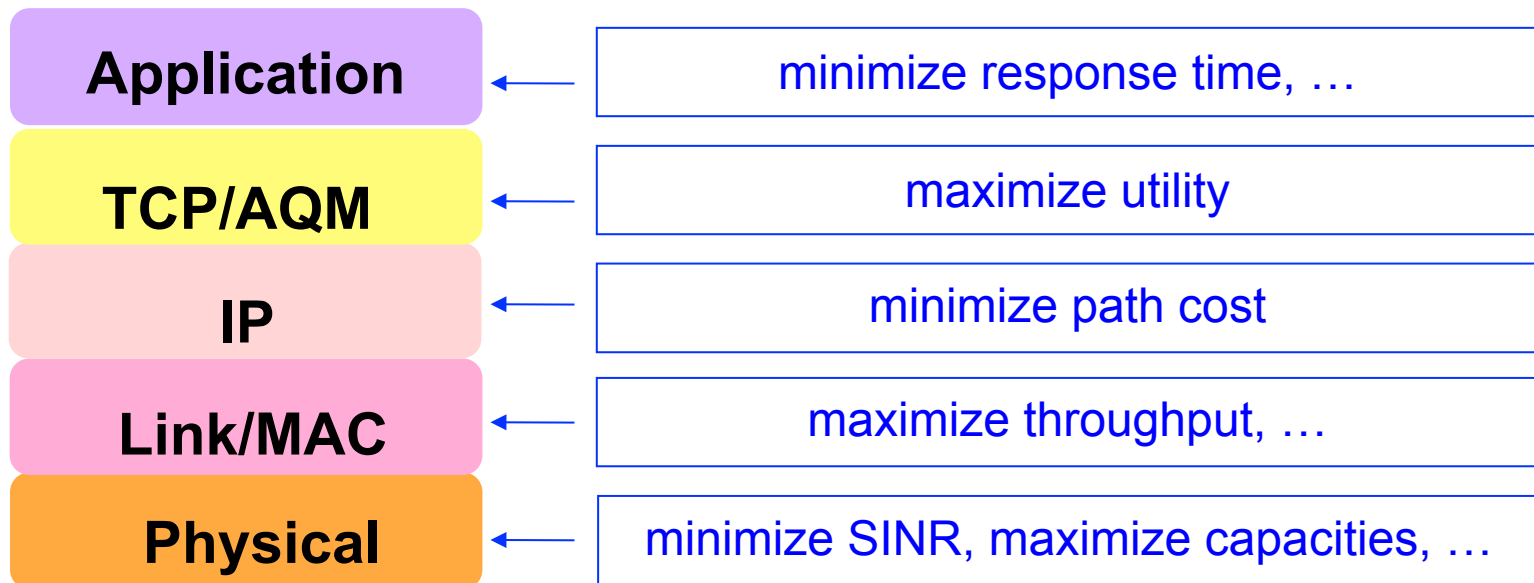 Application
minimize response time, …
TCP/AQM
maximize utility
IP
minimize path cost
Link/MAC
maximize throughput, …
Physical
minimize SINR, maximize capacities, …